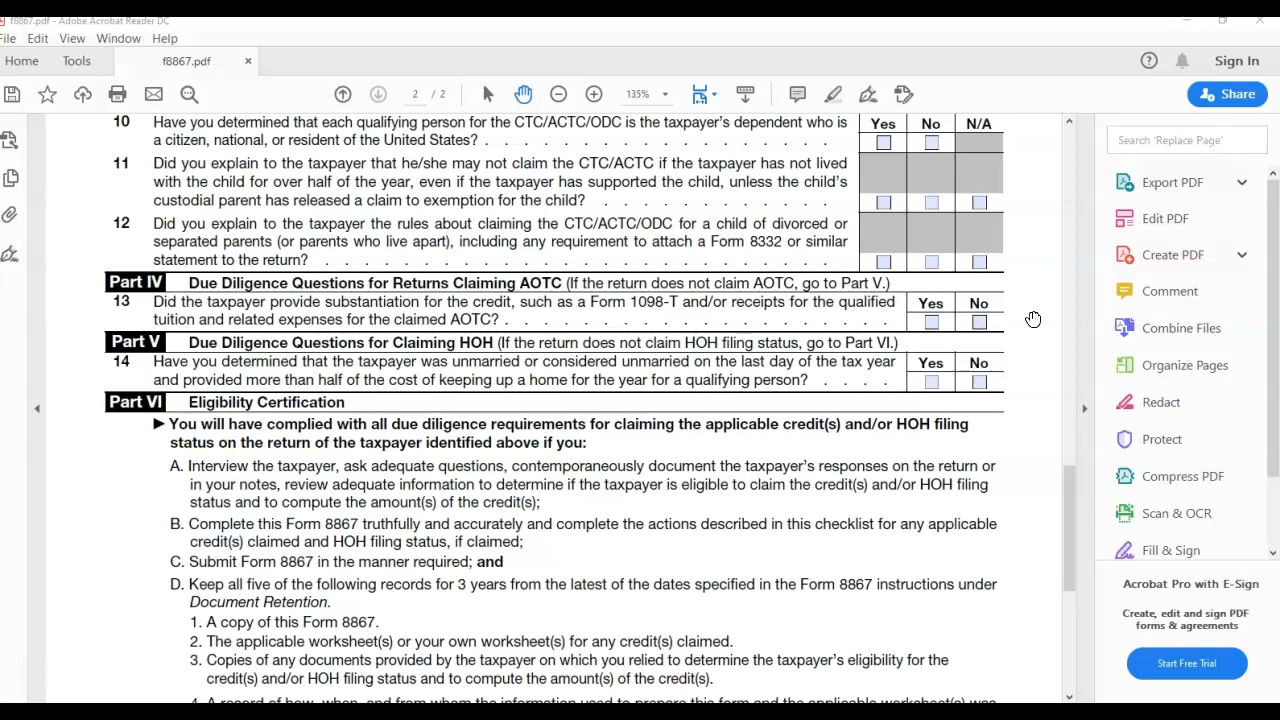 f8867.pdf - Adobe Acrobat Reader DC
File Edit View Window Help
Home Tools f8867.pdf ×
Sign In
2 / 2 135% Share
10 Have you determined that each qualifying person for the CTC/ACTC/ODC is the taxpayer's dependent who is
a citizen, national, or resident of the United States? . . . . . . . . . . . . . . . . .
Yes No N/A
11 Did you explain to the taxpayer that he/she may not claim the CTC/ACTC if the taxpayer has not lived
with the child for over half of the year, even if the taxpayer has supported the child, unless the child's
custodial parent has released a claim to exemption for the child? . . . . . . . . . . .
12 Did you explain to the taxpayer the rules about claiming the CTC/ACTC/ODC for a child of divorced or
separated parents (or parents who live apart), including any requirement to attach a Form 8332 or similar
statement to the return? . . . . . . . . . . . . . . . . . . . . . . . .
Part IV Due Diligence Questions for Returns Claiming AOTC (If the return does not claim AOTC, go to Part V.)
13 Did the taxpayer provide substantiation for the credit, such as a Form 1098-T and/or receipts for the qualified
tuition and related expenses for the claimed AOTC? . . . . . . . . . . . . . . . . . .
Yes No
Part V Due Diligence Questions for Claiming HOH (If the return does not claim HOH filing status, go to Part VI.)
14 Have you determined that the taxpayer was unmarried or considered unmarried on the last day of the tax year
and provided more than half of the cost of keeping up a home for the year for a qualifying person? . . . .
Yes No
Part VI Eligibility Certification
▶ You will have complied with all due diligence requirements for claiming the applicable credit(s) and/or HOH filing
status on the return of the taxpayer identified above if you:
A. Interview the taxpayer, ask adequate questions, contemporaneously document the taxpayer's responses on the return or
in your notes, review adequate information to determine if the taxpayer is eligible to claim the credit(s) and/or HOH filing
status and to compute the amount(s) of the credit(s);
B. Complete this Form 8867 truthfully and accurately and complete the actions described in this checklist for any applicable
credit(s) claimed and HOH filing status, if claimed;
C. Submit Form 8867 in the manner required; and
D. Keep all five of the following records for 3 years from the latest of the dates specified in the Form 8867 instructions under
Document Retention.
1. A copy of this Form 8867.
2. The applicable worksheet(s) or your own worksheet(s) for any credit(s) claimed.
3. Copies of any documents provided by the taxpayer on which you relied to determine the taxpayer's eligibility for the
credit(s) and/or HOH filing status and to compute the amount(s) of the credit(s).
4. A record of how, when, and from whom the information used to prepare this form and the applicable worksheet(s) was
Search 'Replace Page'
Export PDF
Edit PDF
Create PDF
Comment
Combine Files
Organize Pages
Redact
Protect
Compress PDF
Scan & OCR
Fill & Sign
Acrobat Pro with E-Sign
Create, edit and sign PDF
forms & agreements
Start Free Trial